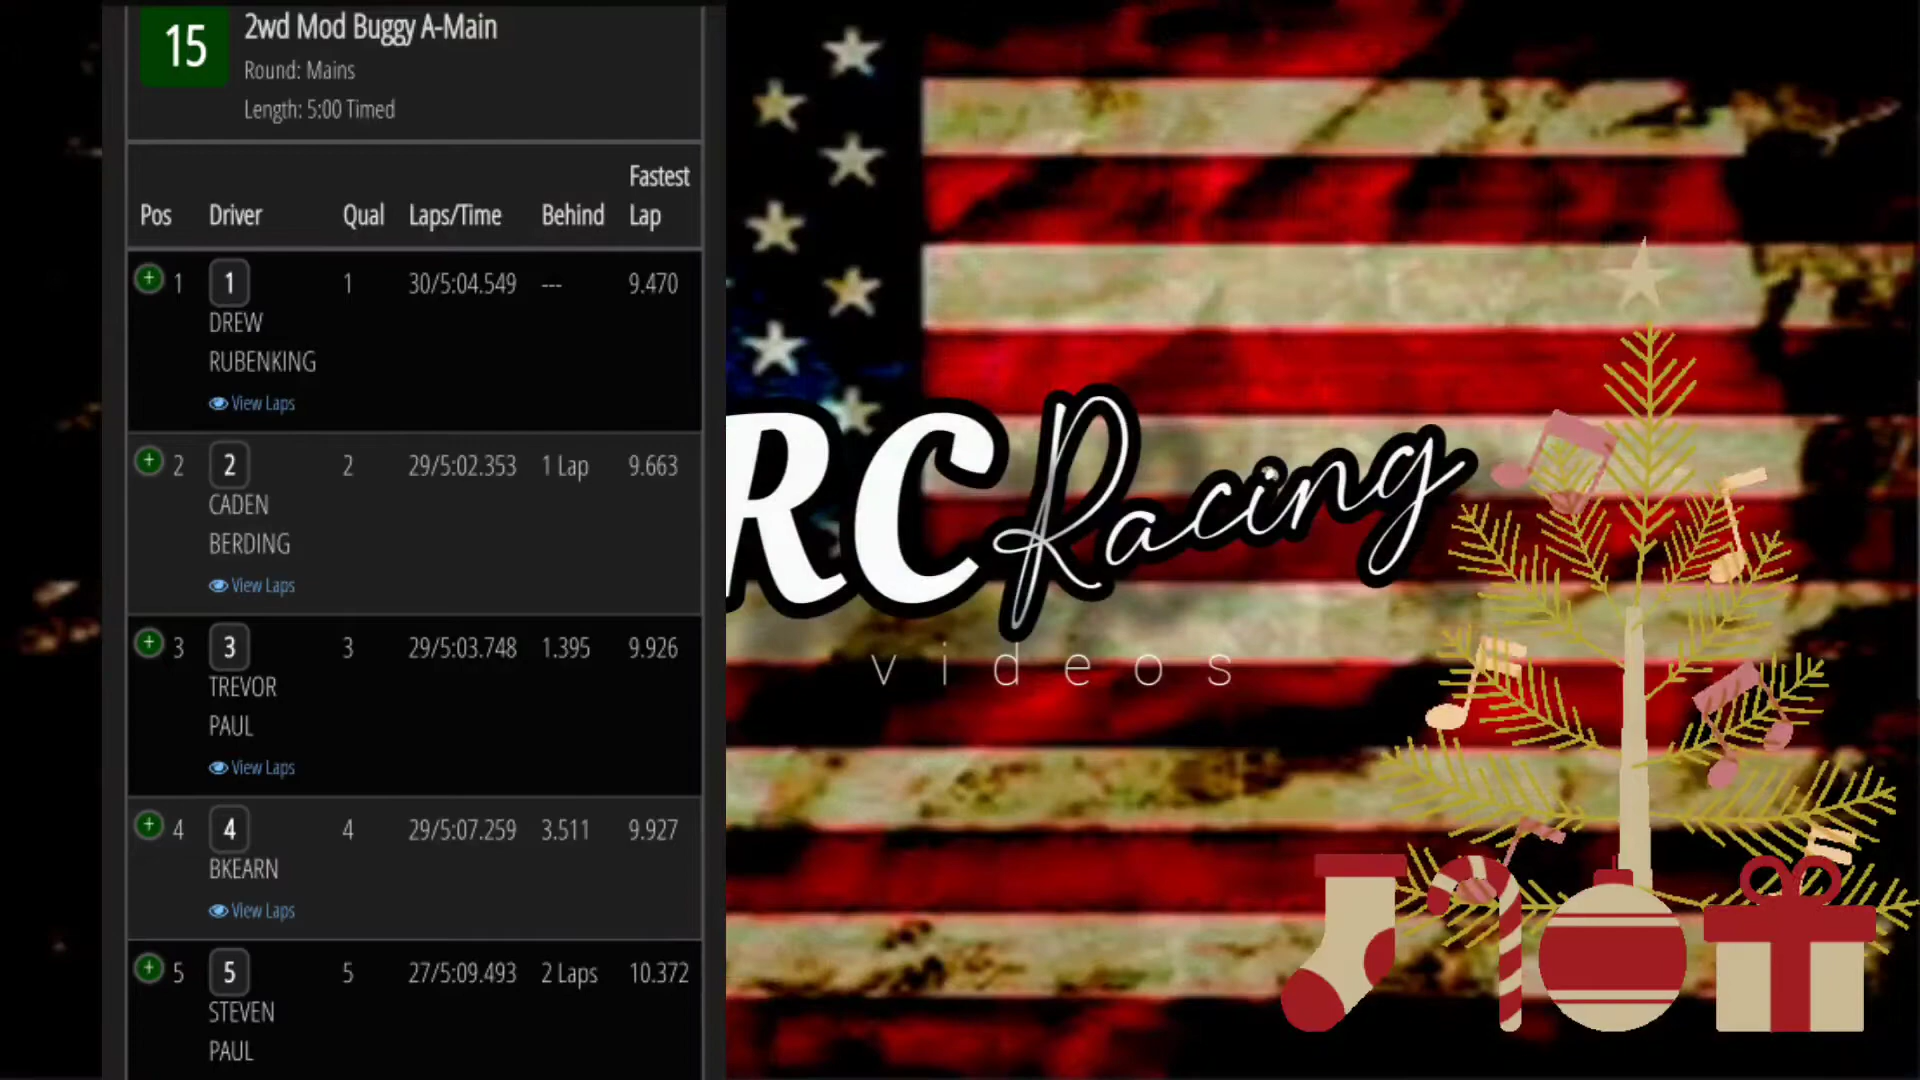 15
2wd Mod Buggy A-Main
Round: Mains
Length: 5:00 Timed
Pos Driver Qual Laps/Time Behind Fastest Lap
1 1 1 30/5:04.549 --- 9.470
DREW
RUBENKING
View Laps
2 2 2 29/5:02.353 1 Lap 9.663
CADEN
BERDING
View Laps
3 3 3 29/5:03.748 1.395 9.926
TREVOR
PAUL
View Laps
4 4 4 29/5:07.259 3.511 9.927
BKEARN
View Laps
5 5 5 27/5:09.493 2 Laps 10.372
STEVEN
PAUL
RC Racing
videos